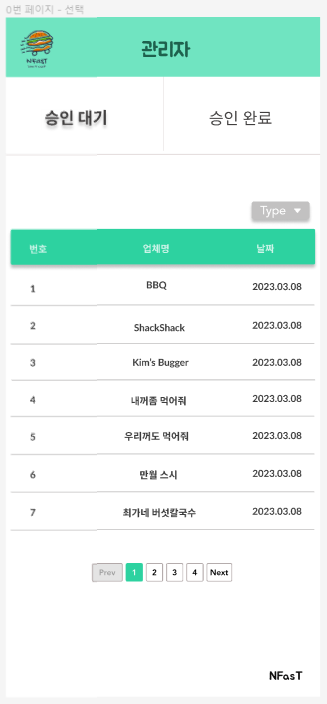 0번 페이지 - 선택
NFasT
관리자
승인 대기 승인 완료
Type
번호 업체명 날짜
1 BBQ 2023.03.08
2 ShackShack 2023.03.08
3 Kim's Bugger 2023.03.08
4 내꺼좀 먹어줘 2023.03.08
5 우리꺼도 먹어줘 2023.03.08
6 만월 스시 2023.03.08
7 최가네 버섯칼국수 2023.03.08
Prev 1 2 3 4 Next
NFasT